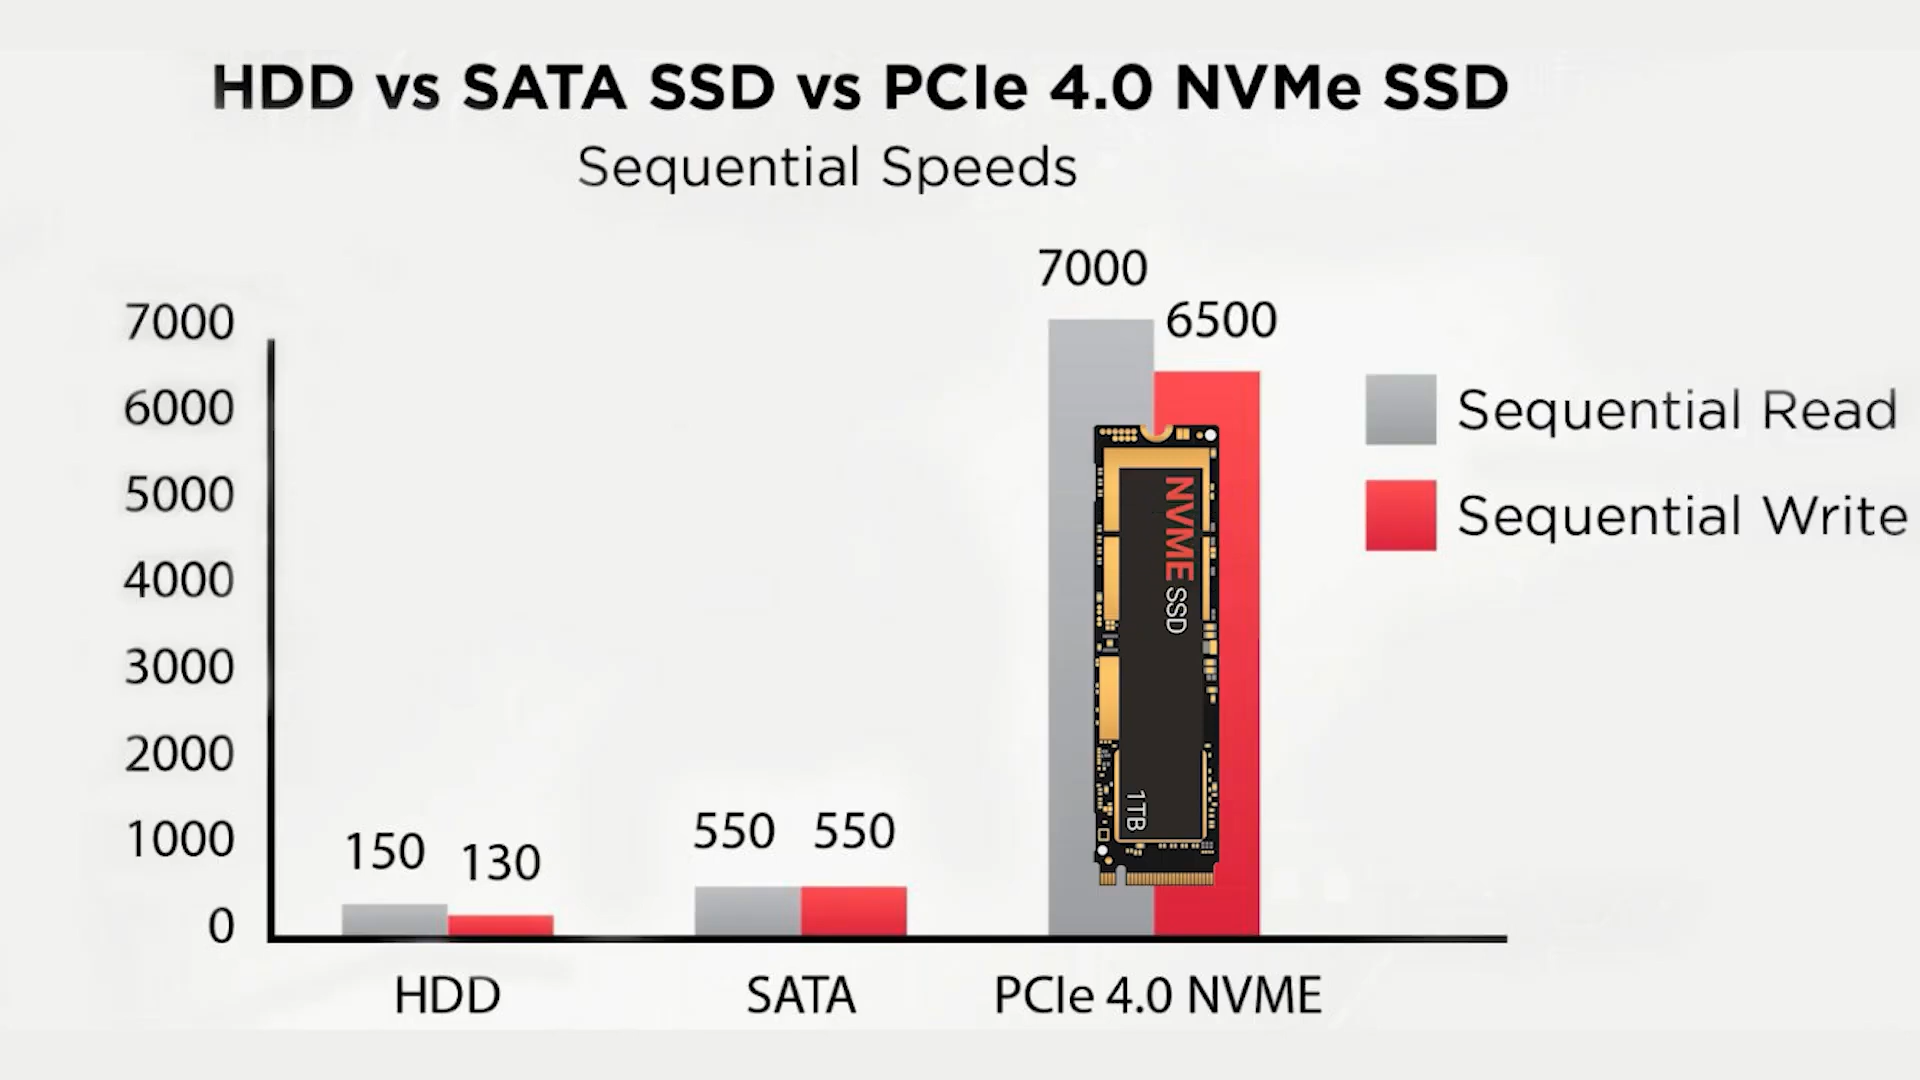 HDD vs SATA SSD vs PCIe 4.0 NVMe SSD
Sequential Speeds
7000
6000
5000
4000
3000
2000
1000
0
150
130
550
550
7000
6500
NVME SSD
1TB
HDD
SATA
PCIe 4.0 NVME
Sequential Read
Sequential Write